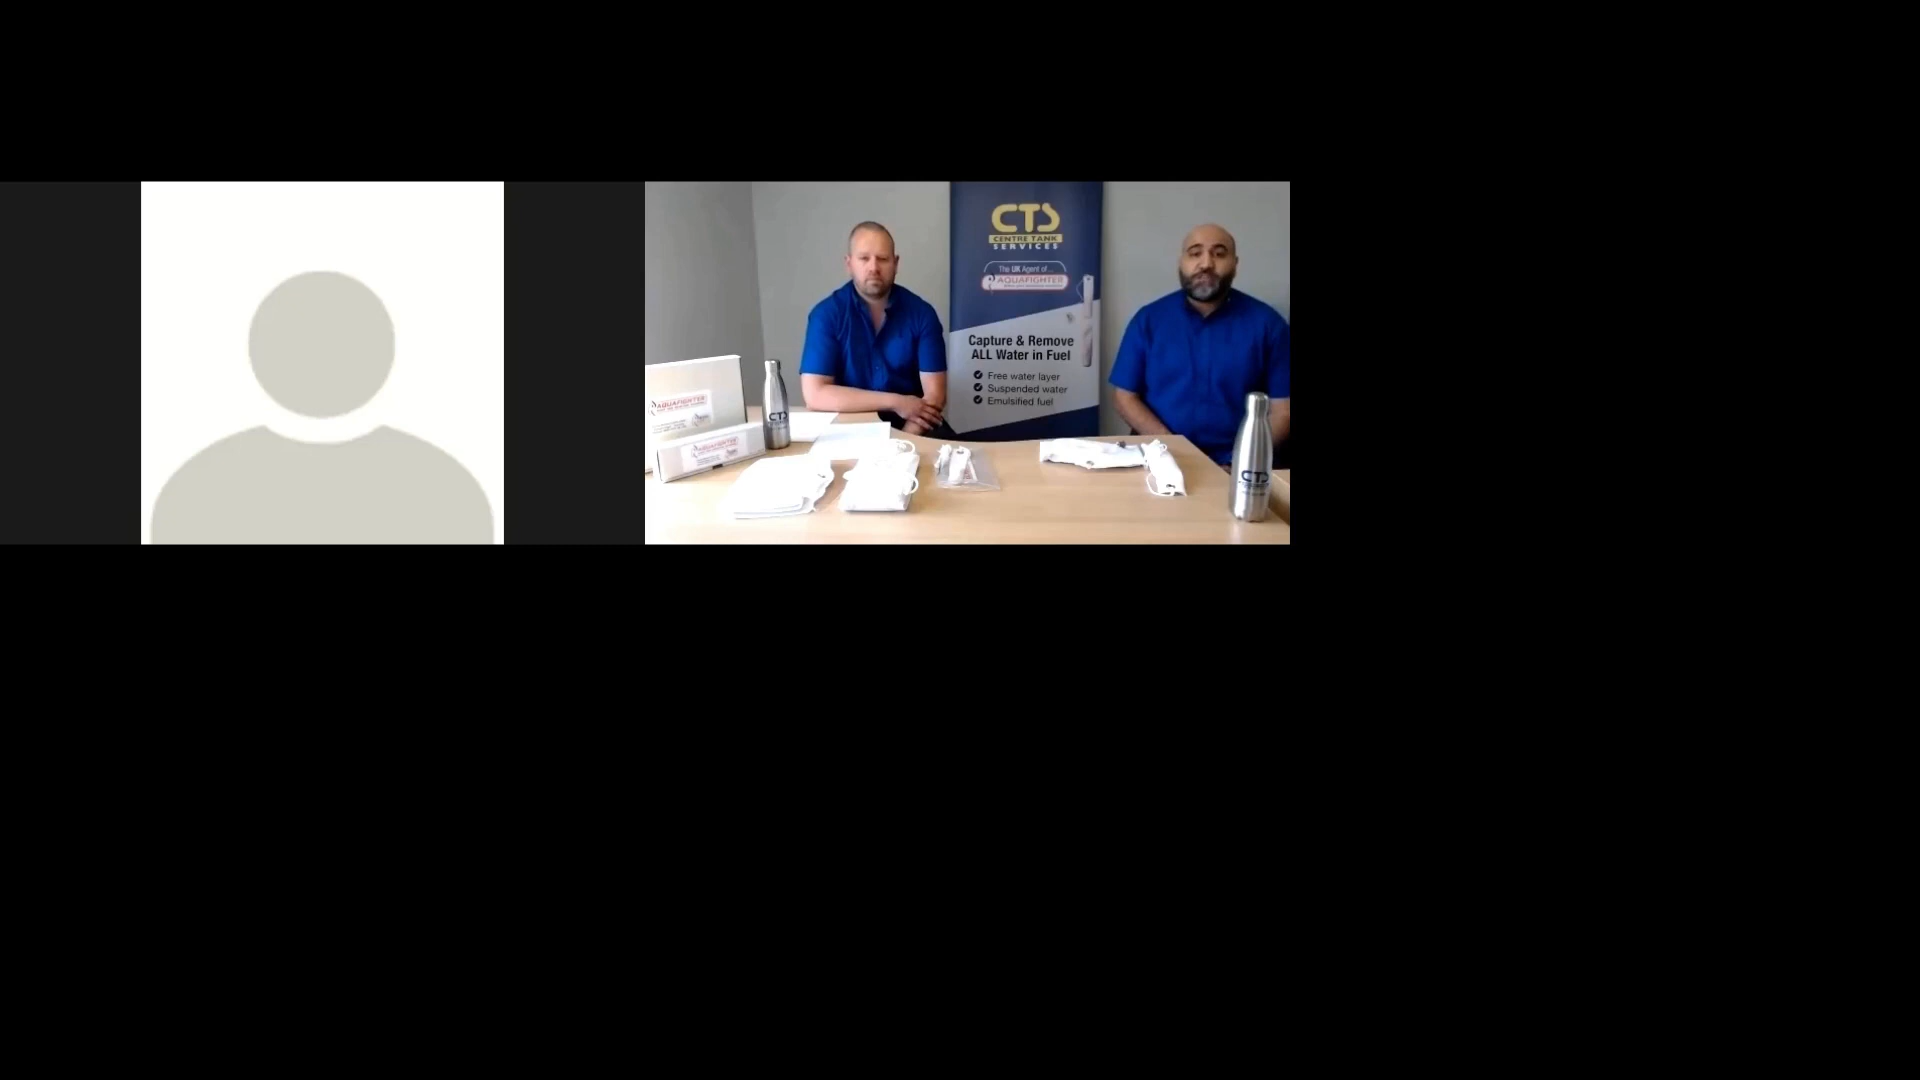 CTS
CENTRE TANK
SERVICES
The UK Agent of...
AQUAFIGHTER
Capture & Remove
ALL Water in Fuel
Free water layer
Suspended water
Emulsified fuel
AQUAFIGHTER
AQUAFIGHTER
CTS
CTS